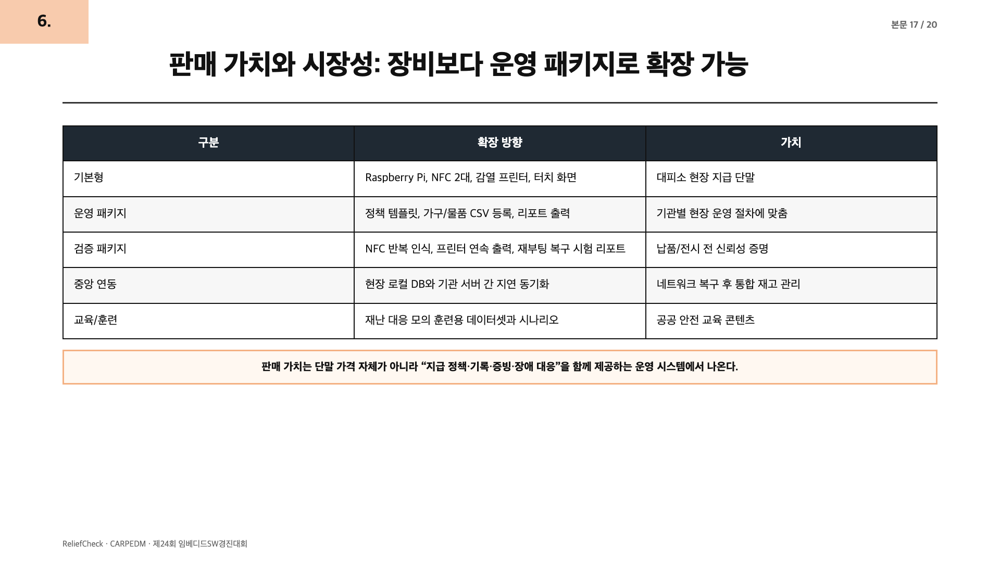 6.
본문 17 / 20
판매 가치와 시장성: 장비보다 운영 패키지로 확장 가능
구분 확장 방향 가치
기본형 Raspberry Pi, NFC 2대, 감열 프린터, 터치 화면 대피소 현장 지급 단말
운영 패키지 정책 템플릿, 가구/물품 CSV 등록, 리포트 출력 기관별 현장 운영 절차에 맞춤
검증 패키지 NFC 반복 인식, 프린터 연속 출력, 재부팅 복구 시험 리포트 납품/전시 전 신뢰성 증명
중앙 연동 현장 로컬 DB와 기관 서버 간 지연 동기화 네트워크 복구 후 통합 재고 관리
교육/훈련 재난 대응 모의 훈련용 데이터셋과 시나리오 공공 안전 교육 콘텐츠
판매 가치는 단말 가격 자체가 아니라 “지급 정책·기록·증빙·장애 대응”을 함께 제공하는 운영 시스템에서 나온다.
ReliefCheck · CARPEDM · 제24회 임베디드SW경진대회